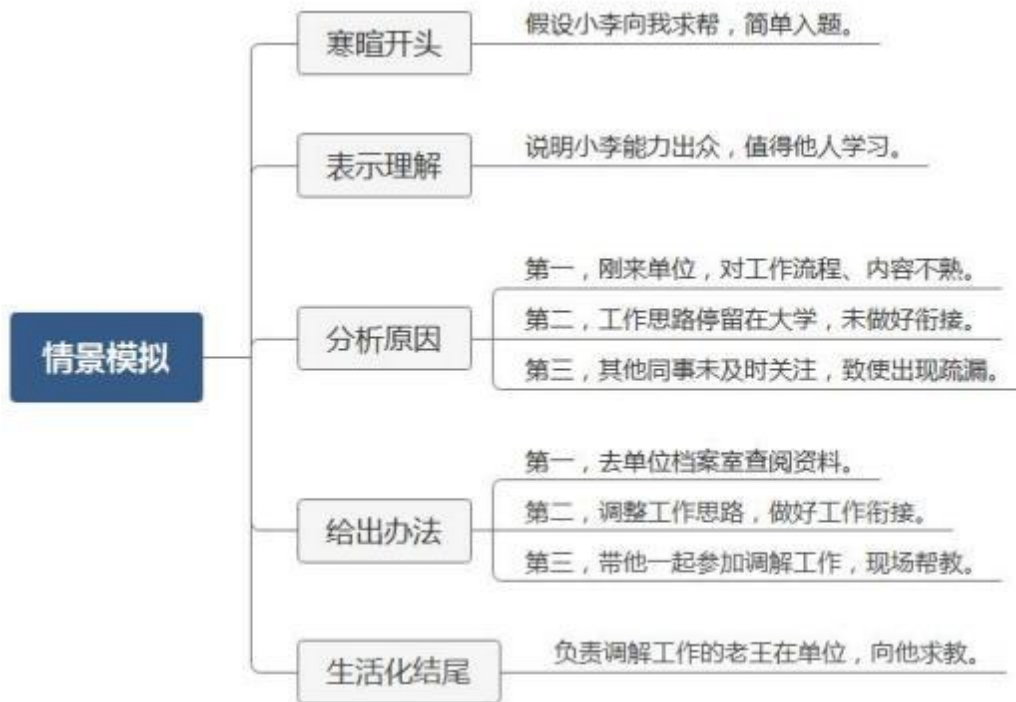 情景模拟
寒暄开头
假设小李向我求帮，简单入题。
表示理解
说明小李能力出众，值得他人学习。
分析原因
第一，刚来单位，对工作流程、内容不熟。
第二，工作思路停留在大学，未做好衔接。
第三，其他同事未及时关注，致使出现疏漏。
给出办法
第一，去单位档案室查阅资料。
第二，调整工作思路，做好工作衔接。
第三，带他一起参加调解工作，现场帮教。
生活化结尾
负责调解工作的老王在单位，向他求教。